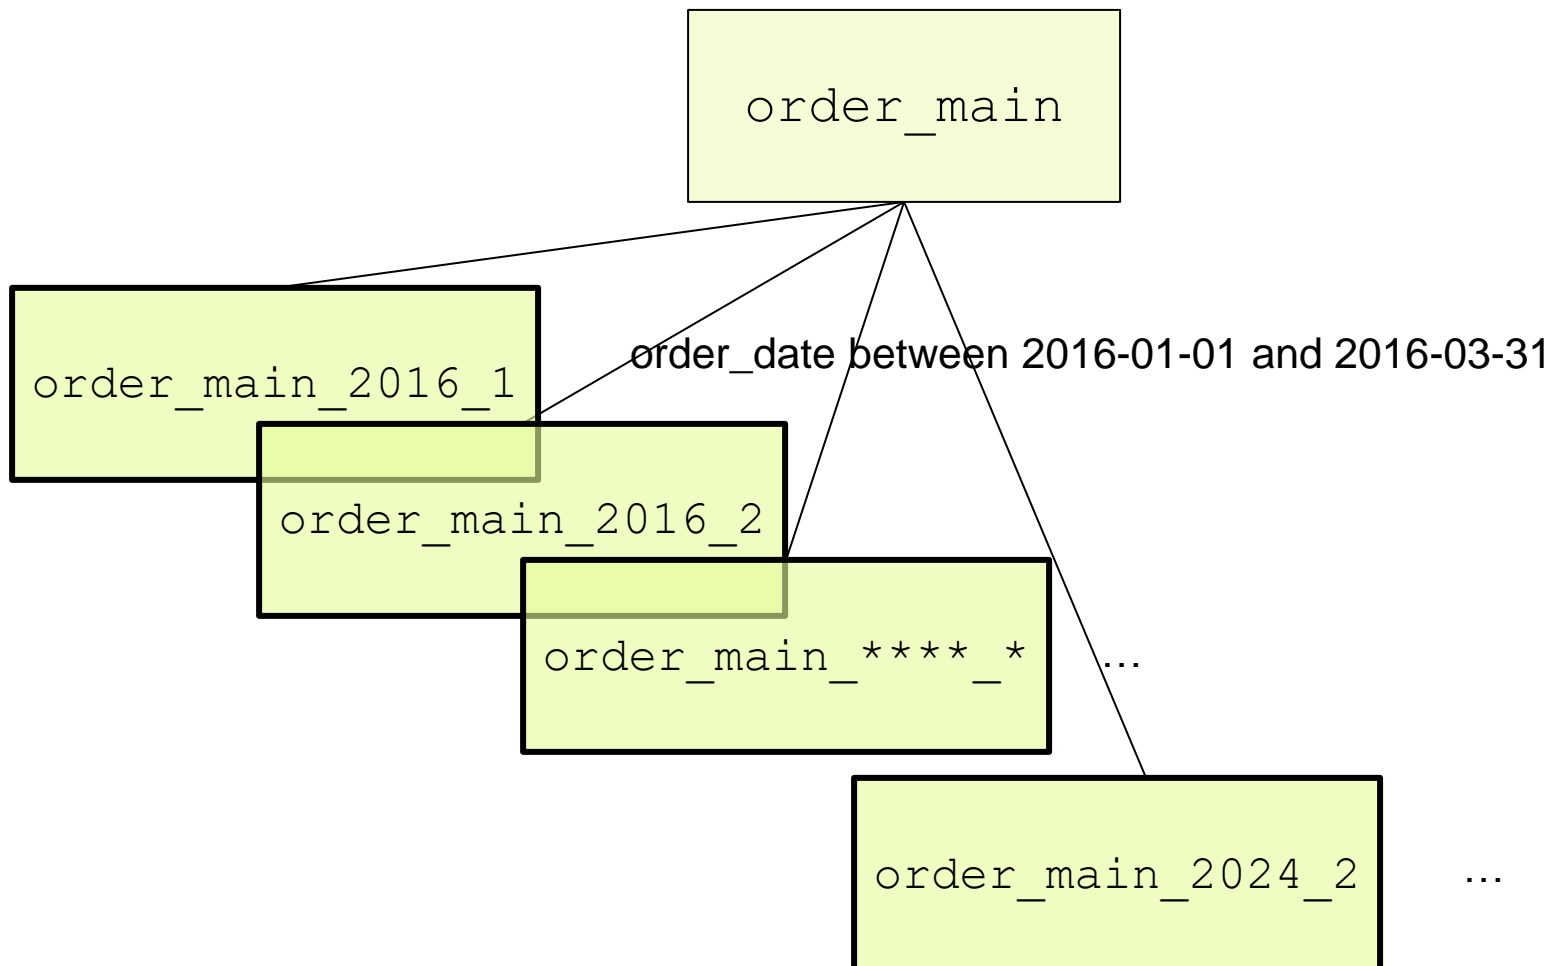 order_main
order_date between 2016-01-01 and 2016-03-31
order_main_2016_1
order_main_2016_2
order_main_****_*
…
order_main_2024_2
…